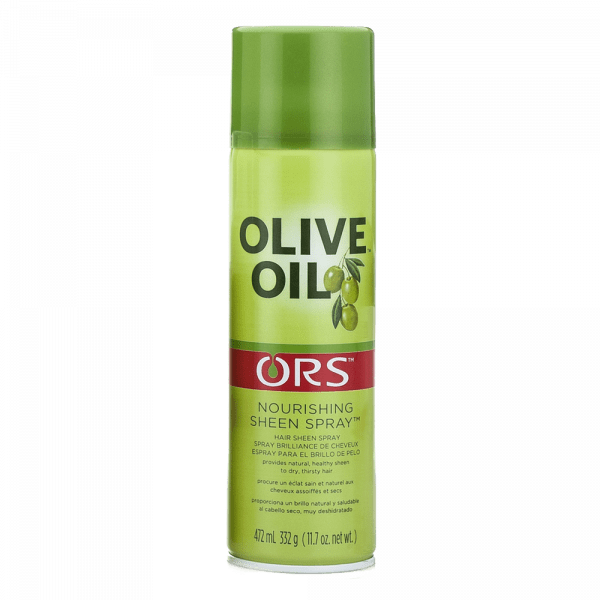 OLIVE™
OIL
ORS™
NOURISHING
SHEEN SPRAY™
HAIR SHEEN SPRAY
SPRAY BRILLIANCE DE CHEVEUX
ESPRAY PARA EL BRILLO DE PELO
provides natural, healthy sheen
to dry, thirsty hair
procure un éclat sain et naturel aux
cheveux assoiffés et secs
proporciona un brillo natural y saludable
al cabello seco, muy deshidratado
472 mL 332 g (11.7 oz. net wt.)